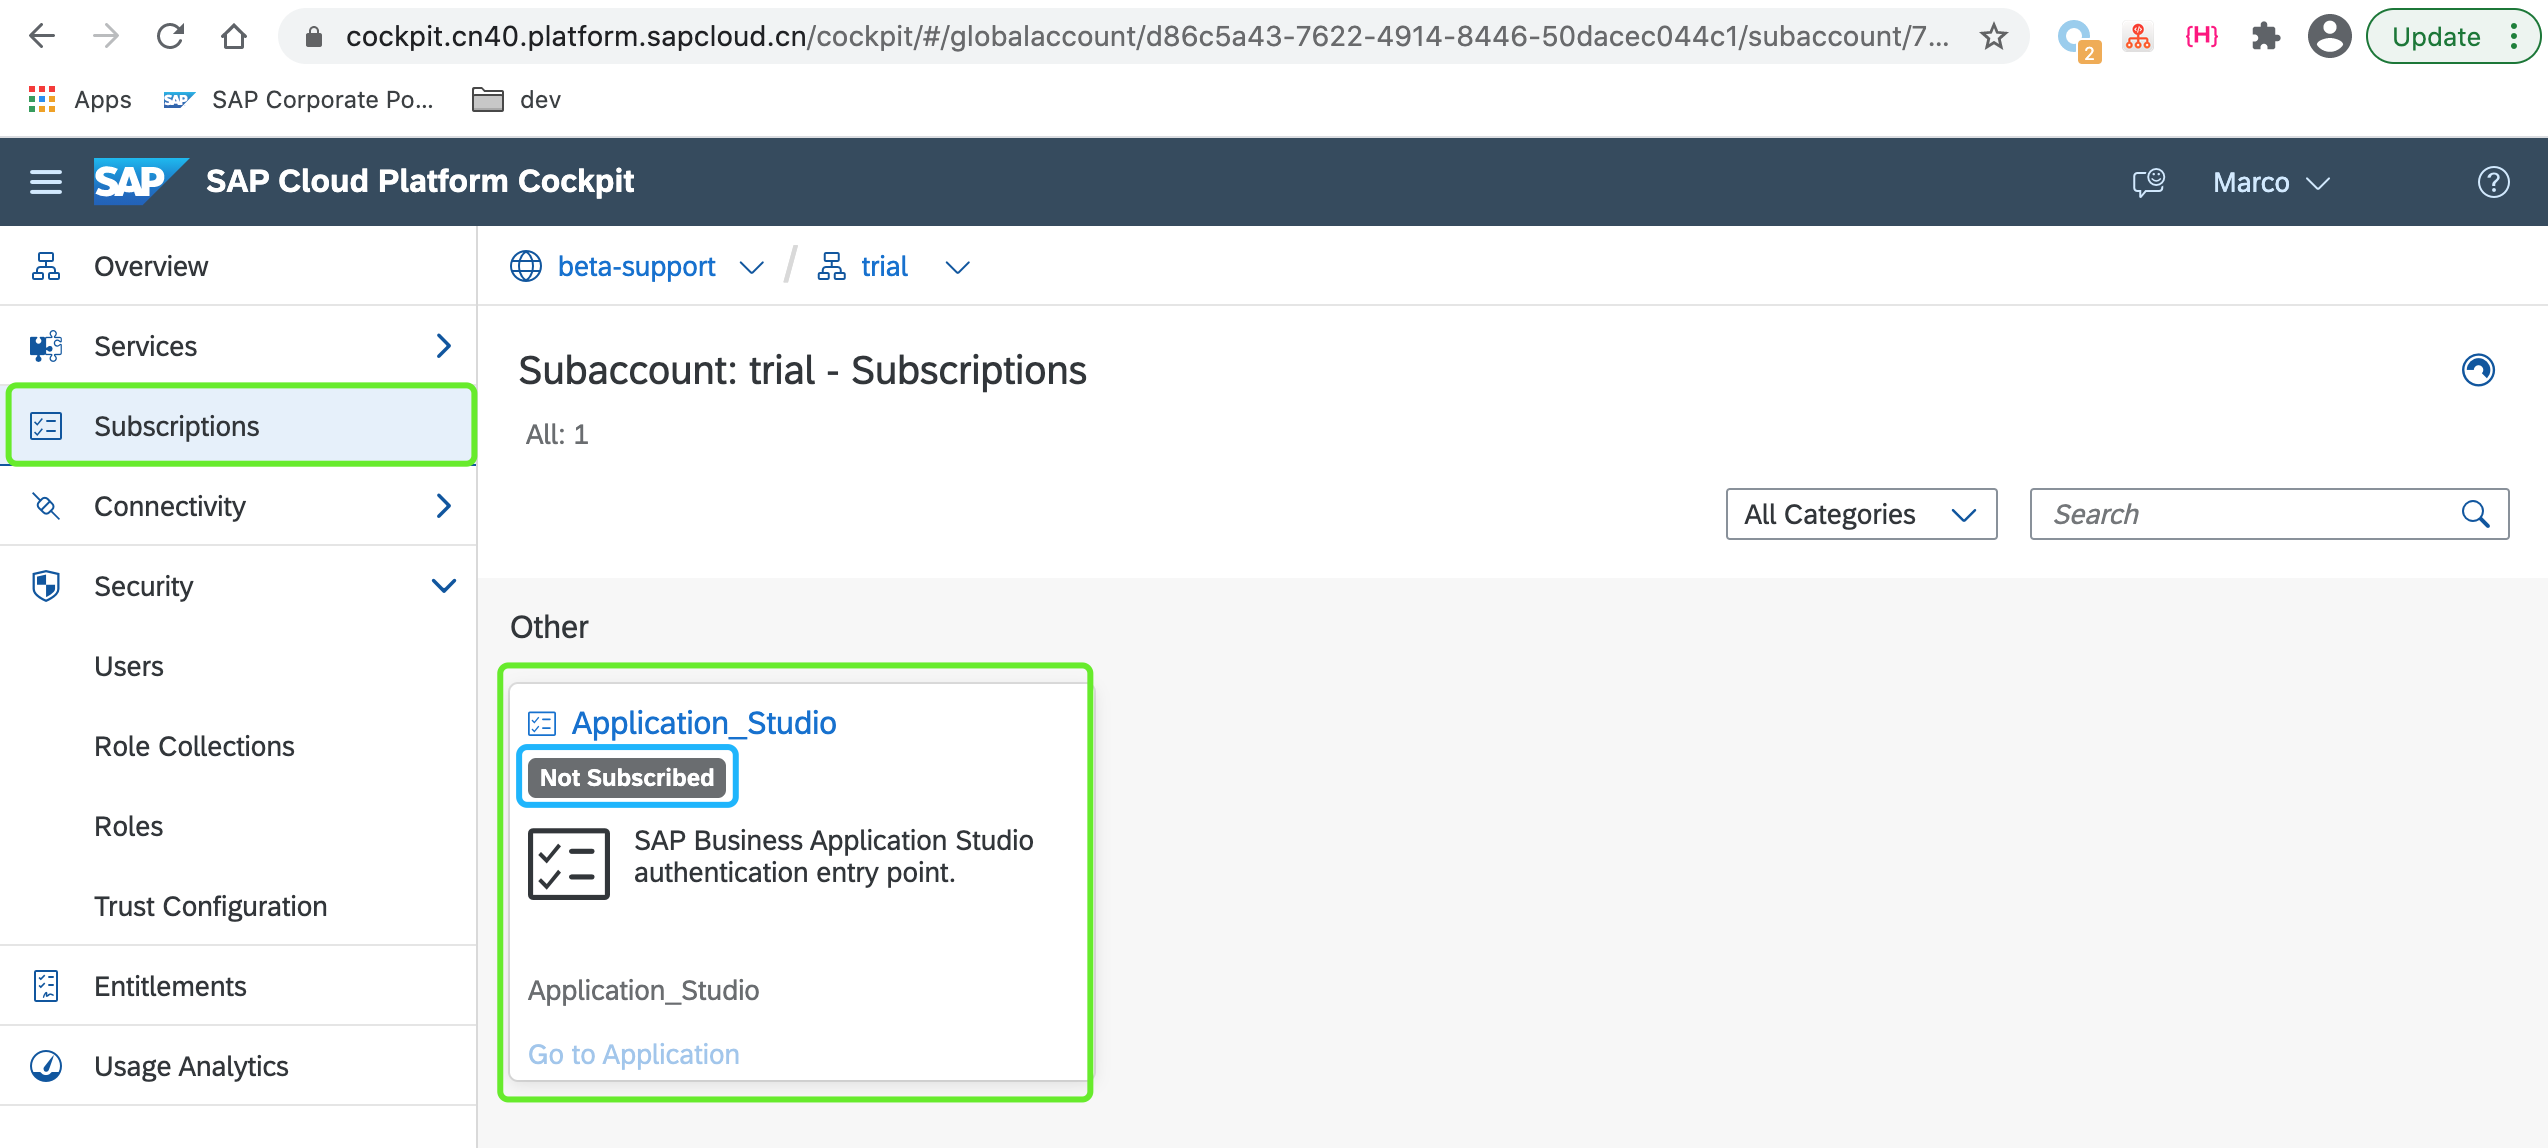 cockpit.cn40.platform.sapcloud.cn/cockpit/#/globalaccount/d86c5a43-7622-4914-8446-50dacec044c1/subaccount/7...
2
{H}
Update
Apps
SAP
SAP Corporate Po...
dev
SAP
SAP Cloud Platform Cockpit
Marco
?
Overview
beta-support
/
trial
Services
Subaccount: trial - Subscriptions
Subscriptions
All: 1
Connectivity
All Categories
Search
Security
Other
Users
Application_Studio
Role Collections
Not Subscribed
Roles
SAP Business Application Studio
authentication entry point.
Trust Configuration
Entitlements
Application_Studio
Usage Analytics
Go to Application